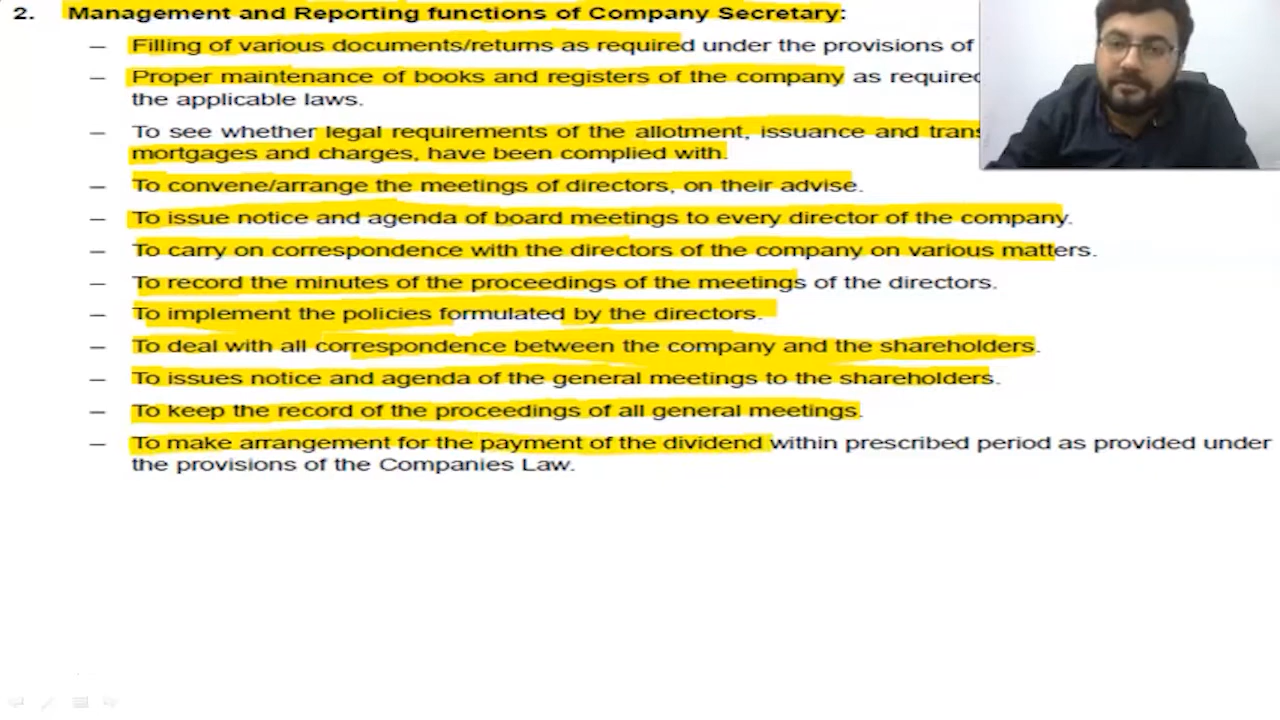 2. Management and Reporting functions of Company Secretary:
– Filling of various documents/returns as required under the provisions of
– Proper maintenance of books and registers of the company as required
the applicable laws.
– To see whether legal requirements of the allotment, issuance and
mortgages and charges, have been complied with.
– To convene/arrange the meetings of directors, on their advise.
– To issue notice and agenda of board meetings to every director of the company.
– To carry on correspondence with the directors of the company on various matters.
– To record the minutes of the proceedings of the meetings of the directors.
– To implement the policies formulated by the directors.
– To deal with all correspondence between the company and the shareholders.
– To issues notice and agenda of the general meetings to the shareholders.
– To keep the record of the proceedings of all general meetings.
– To make arrangement for the payment of the dividend within prescribed period as provided under
the provisions of the Companies Law.